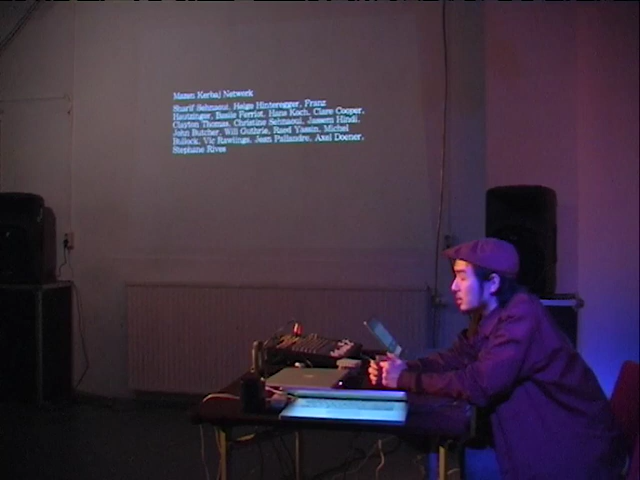 Mazen Kerbaj Network
Sharif Sehnaoui, Helge Hinteregger, Franz
Hautzinger, Basile Ferriot, Hans Koch, Clare Cooper,
Clayton Thomas, Christine Sehnaoui, Jassem Hindi,
John Butcher, Will Guthrie, Raed Yassin, Michel
Bullock, Vic Rawlings, Jean Pallandre, Axel Doener,
Stephane Rives